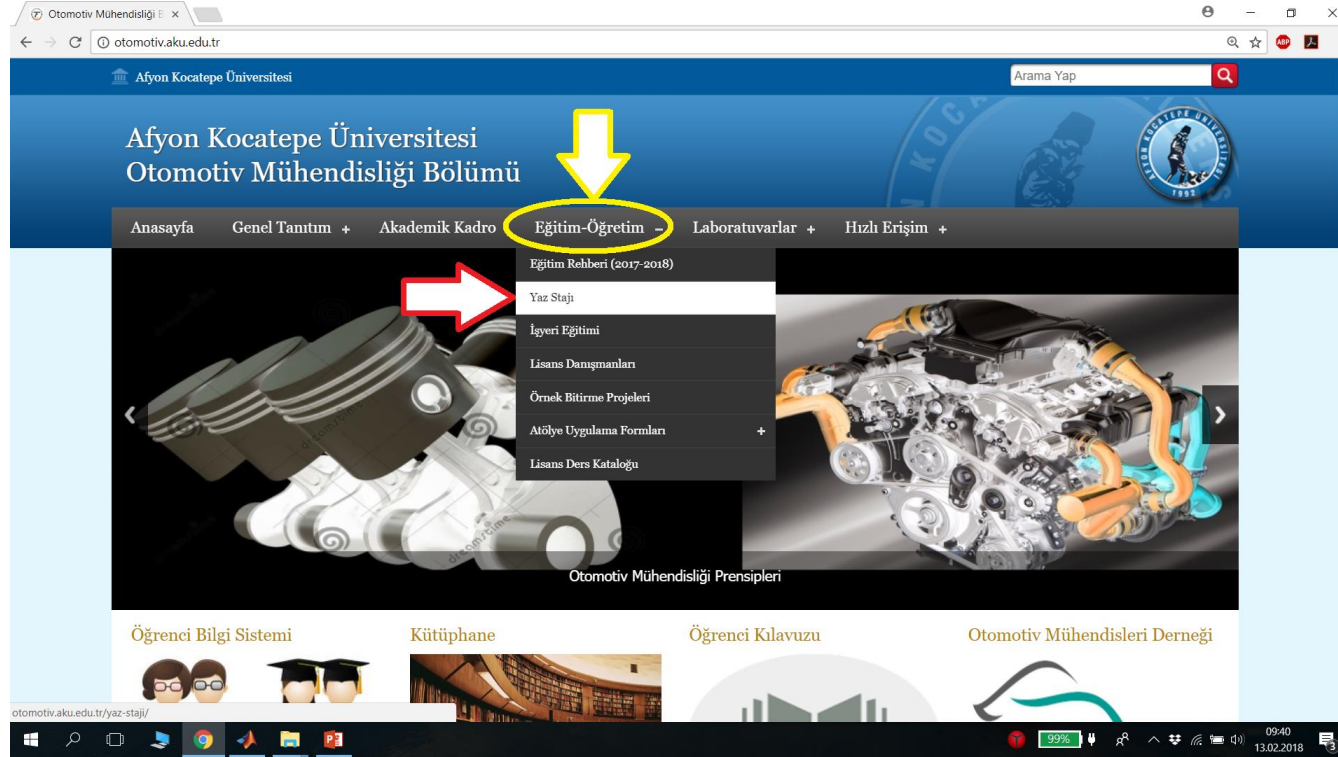 Otomotiv Mühendisliği B
otomotiv.aku.edu.tr
ABP
Afyon Kocatepe Üniversitesi
Arama Yap
Afyon Kocatepe Üniversitesi
Otomotiv Mühendisliği Bölümü
1992
Anasayfa Genel Tanıtım + Akademik Kadro Eğitim-Öğretim - Laboratuvarlar + Hızlı Erişim +
Eğitim Rehberi (2017-2018)
Yaz Stajı
İşyeri Eğitimi
Lisans Danışmanları
Örnek Bitirme Projeleri
Atölye Uygulama Formları +
Lisans Ders Kataloğu
Otomotiv Mühendisliği Prensipleri
Öğrenci Bilgi Sistemi Kütüphane Öğrenci Kılavuzu Otomotiv Mühendisleri Derneği
otomotiv.aku.edu.tr/yaz-staji/
99%
09:40
13.02.2018
3